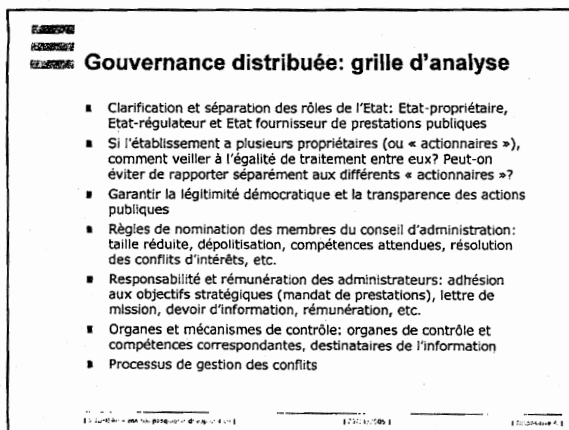 Gouvernance distribuée: grille d'analyse
▪ Clarification et séparation des rôles de l'Etat: Etat-propriétaire,
Etat-régulateur et Etat fournisseur de prestations publiques
▪ Si l'établissement a plusieurs propriétaires (ou « actionnaires »),
comment veiller à l'égalité de traitement entre eux? Peut-on
éviter de rapporter séparément aux différents « actionnaires »?
▪ Garantir la légitimité démocratique et la transparence des actions
publiques
▪ Règles de nomination des membres du conseil d'administration:
taille réduite, dépolitisation, compétences attendues, résolution
des conflits d'intérêts, etc.
▪ Responsabilité et rémunération des administrateurs: adhésion
aux objectifs stratégiques (mandat de prestations), lettre de
mission, devoir d'information, rémunération, etc.
▪ Organes et mécanismes de contrôle: organes de contrôle et
compétences correspondantes, destinataires de l'information
▪ Processus de gestion des conflits